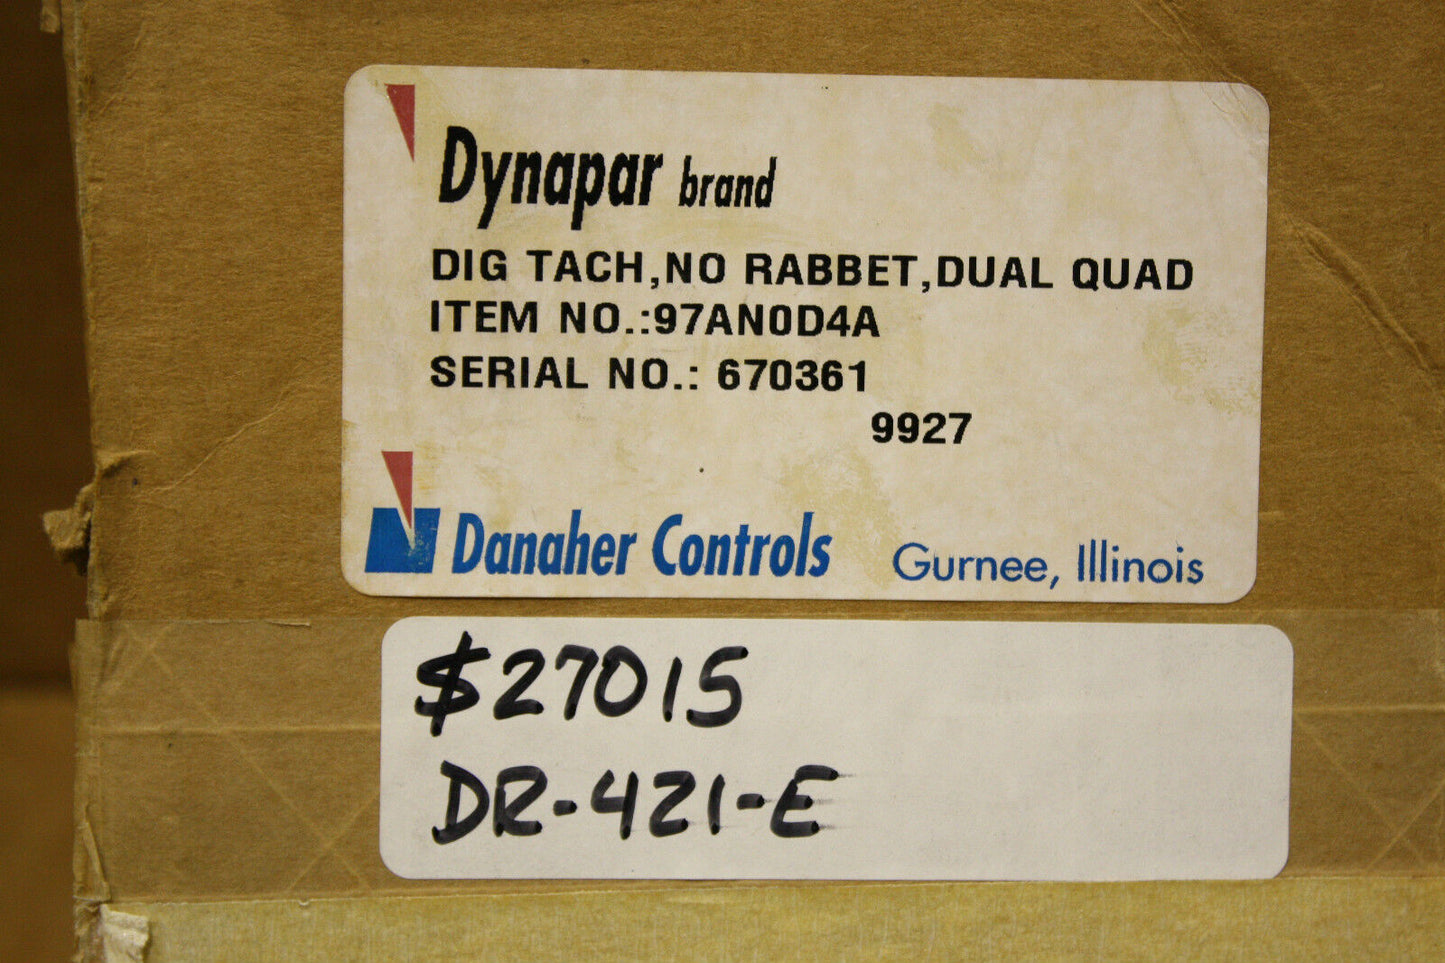 Dynapar brand
DIG TACH,NO RABBET,DUAL QUAD
ITEM NO.:97AN0D4A
SERIAL NO.: 670361
9927
Danaher Controls Gurnee, Illinois
$27015
DR-421-E